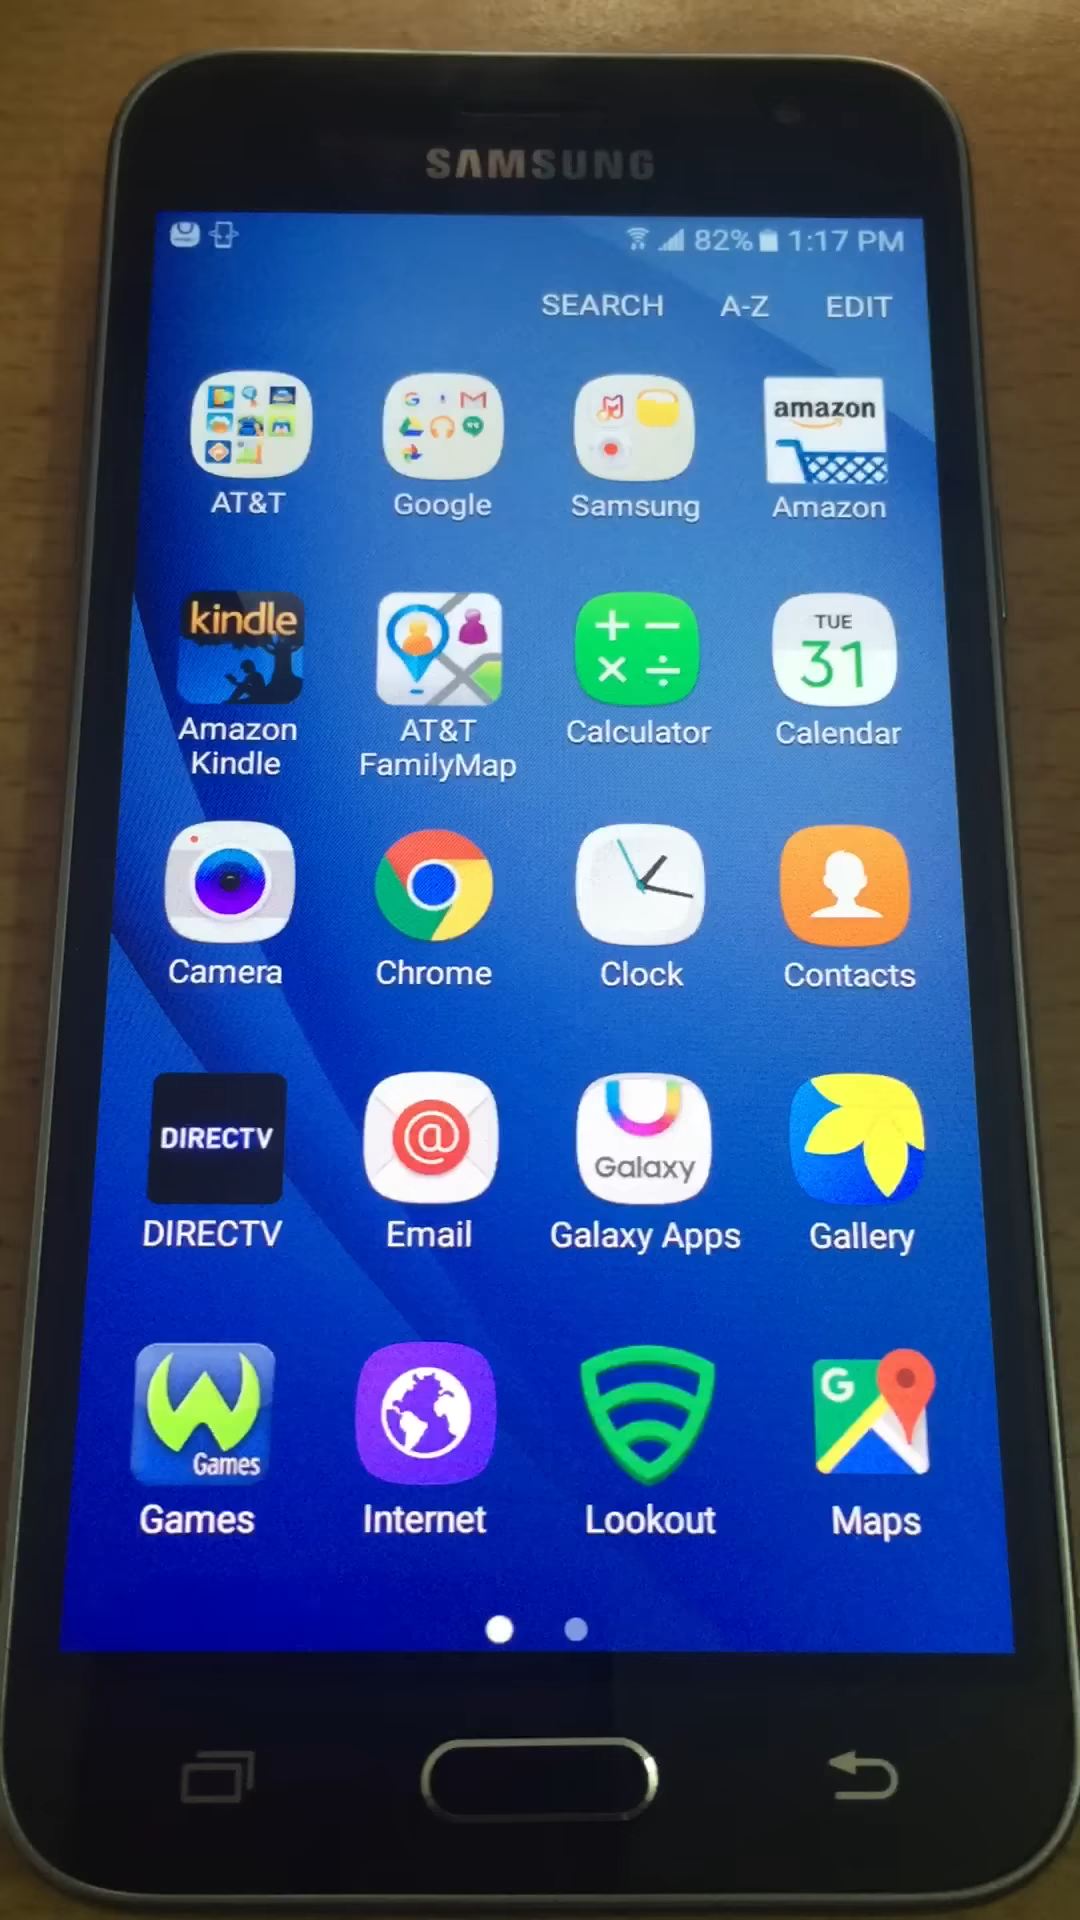 SAMSUNG
82% 1:17 PM
SEARCH A-Z EDIT
amazon
AT&T Google Samsung Amazon
kindle
TUE
31
Amazon Kindle
AT&T FamilyMap
Calculator Calendar
Camera Chrome Clock Contacts
DIRECTV
Galaxy
DIRECTV Email Galaxy Apps Gallery
G
Games
Games Internet Lookout Maps